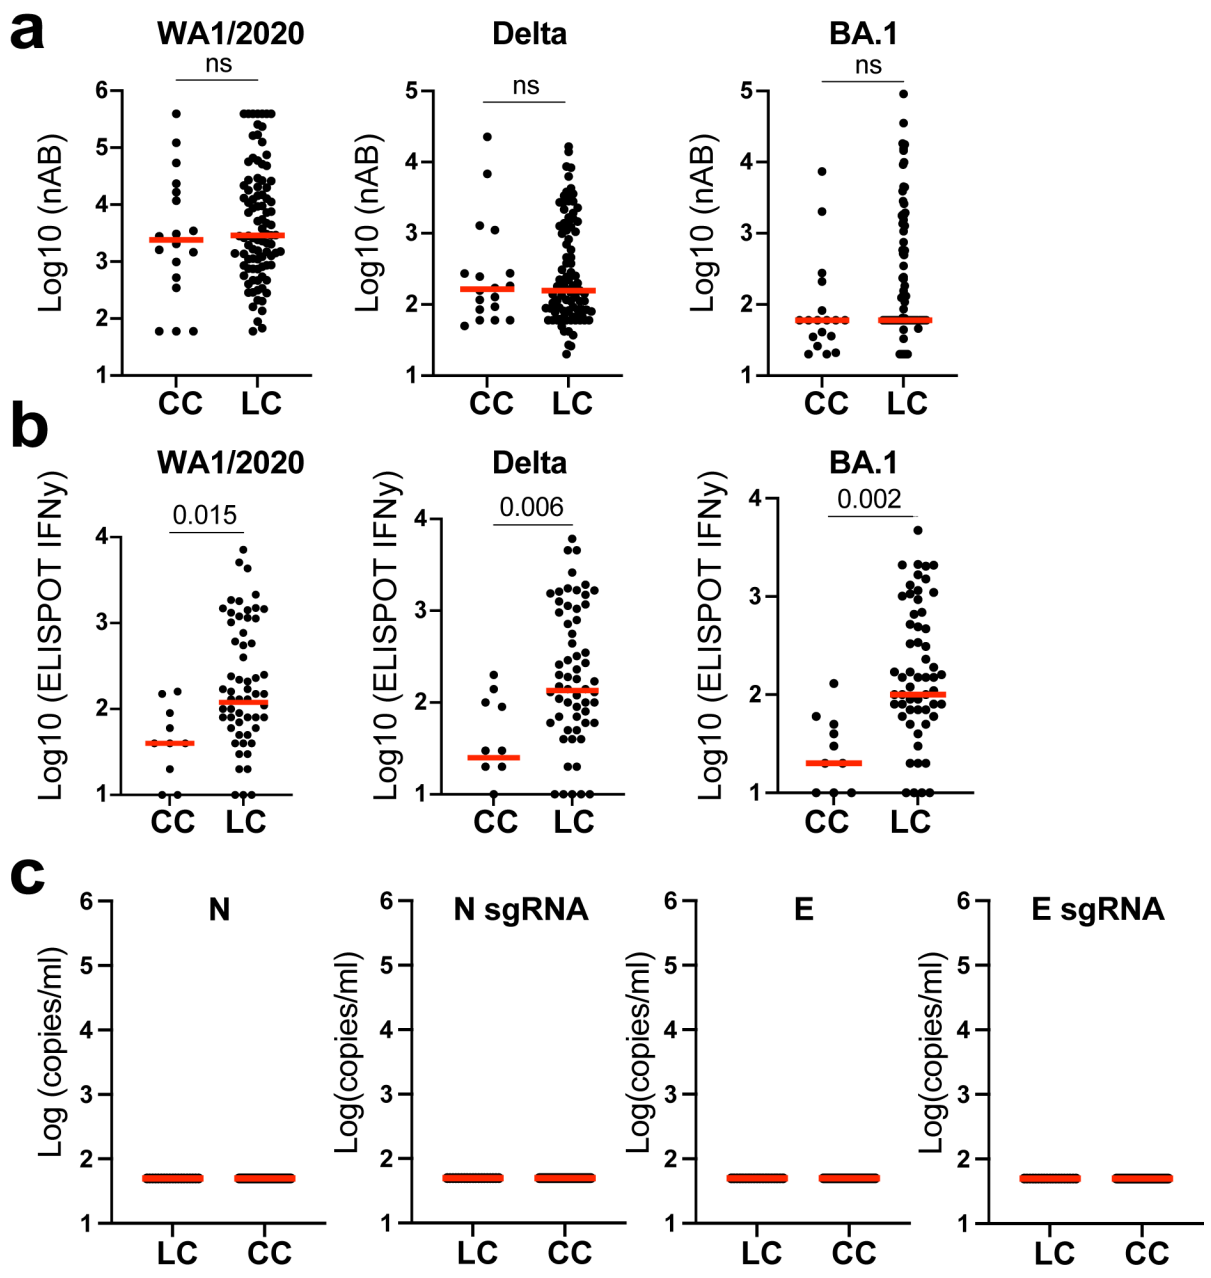 a
WA1/2020 Delta BA.1
ns ns ns
Log10 (nAB) Log10 (nAB) Log10 (nAB)
6 5 4 3 2 1
5 4 3 2 1
5 4 3 2 1
CC LC CC LC CC LC
b
WA1/2020 Delta BA.1
0.015 0.006 0.002
Log10 (ELISPOT IFNy) Log10 (ELISPOT IFNy) Log10 (ELISPOT IFNy)
4 3 2 1
4 3 2 1
4 3 2 1
CC LC CC LC CC LC
c
N N sgRNA E E sgRNA
Log (copies/ml) Log(copies/ml) Log(copies/ml) Log(copies/ml)
6 5 4 3 2 1
6 5 4 3 2 1
6 5 4 3 2 1
6 5 4 3 2 1
LC CC LC CC LC CC LC CC